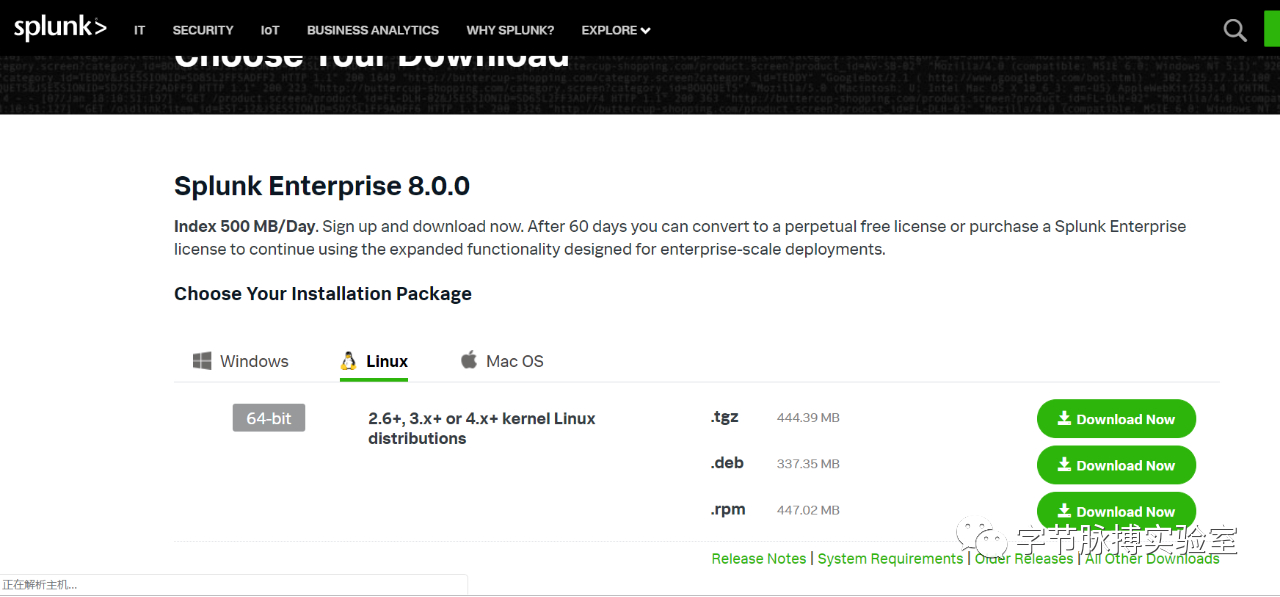 splunk>
IT
SECURITY
IoT
BUSINESS ANALYTICS
WHY SPLUNK?
EXPLORE
Choose Your Download
Splunk Enterprise 8.0.0
Index 500 MB/Day. Sign up and download now. After 60 days you can convert to a perpetual free license or purchase a Splunk Enterprise
license to continue using the expanded functionality designed for enterprise-scale deployments.
Choose Your Installation Package
Windows
Linux
Mac OS
64-bit
2.6+, 3.x+ or 4.x+ kernel Linux
distributions
.tgz
444.39 MB
Download Now
.deb
337.35 MB
Download Now
.rpm
447.02 MB
Download Now
字节脉搏实验室
Release Notes | System Requirements | Older Releases | All Other Downloads
正在解析主机...